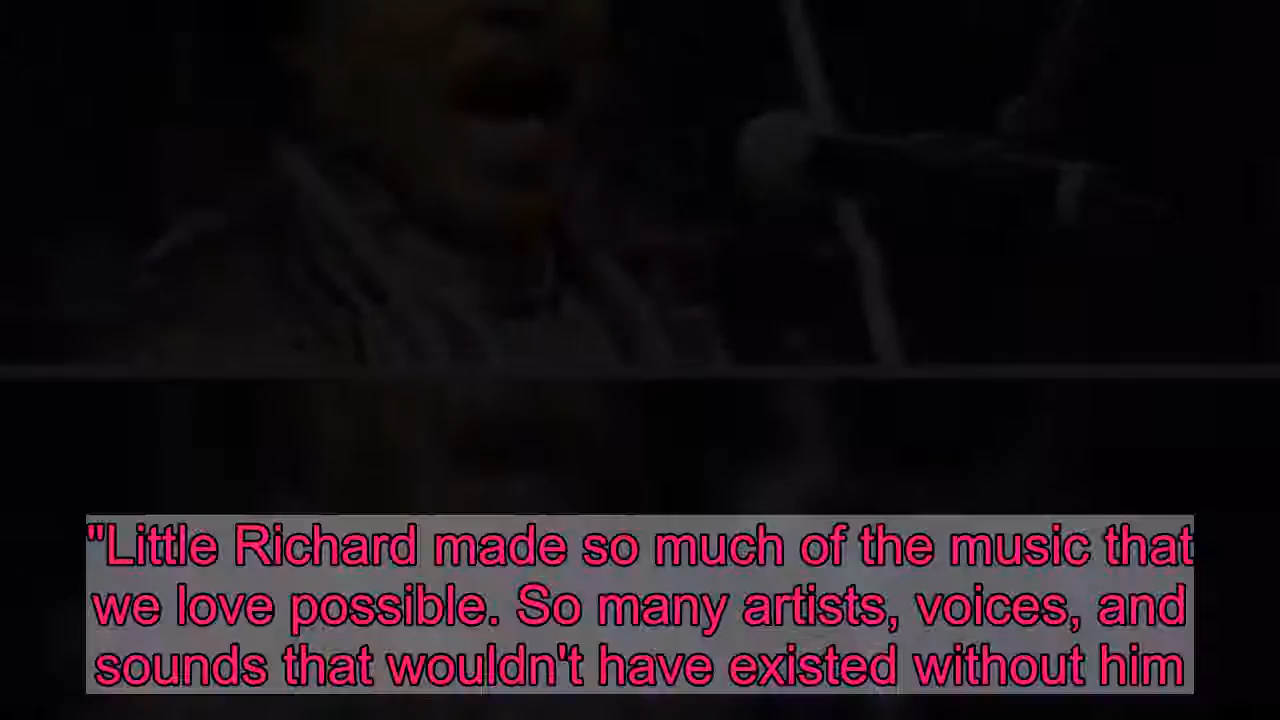 "Little Richard made so much of the music that
we love possible. So many artists, voices, and
sounds that wouldn't have existed without him